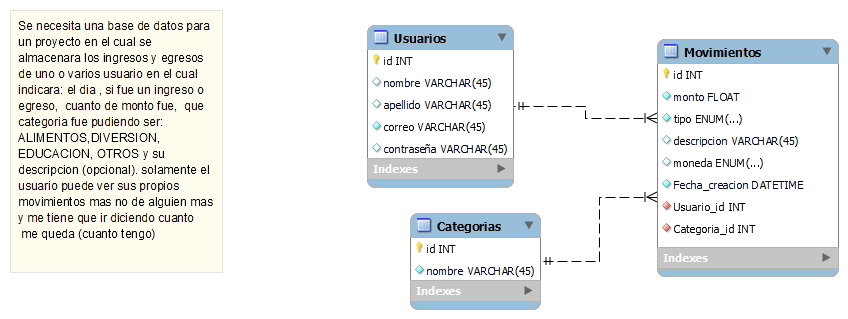 Se necesita una base de datos para
un proyecto en el cual se
almacenara los ingresos y egresos
de uno o varios usuario en el cual
indicara: el dia , si fue un ingreso o
egreso, cuanto de monto fue, que
categoria fue pudiendo ser:
ALIMENTOS,DIVERSION,
EDUCACION, OTROS y su
descripcion (opcional). solamente el
usuario puede ver sus propios
movimientos mas no de alguien mas
y me tiene que ir diciendo cuanto
me queda (cuanto tengo)
Usuarios
id INT
nombre VARCHAR(45)
apellido VARCHAR(45)
correo VARCHAR(45)
contraseña VARCHAR(45)
Indexes
Categorias
id INT
nombre VARCHAR(45)
Indexes
Movimientos
id INT
monto FLOAT
tipo ENUM(...)
descripcion VARCHAR(45)
moneda ENUM(...)
Fecha_creacion DATETIME
Usuario_id INT
Categoria_id INT
Indexes